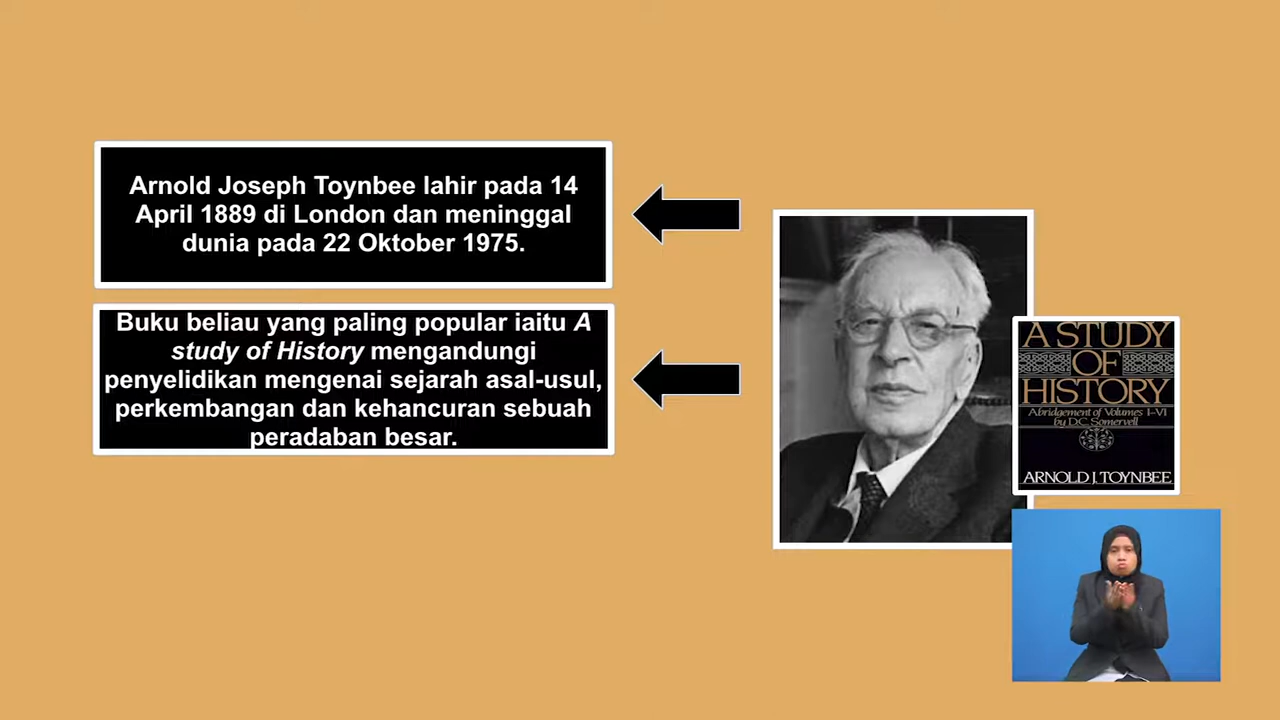 Arnold Joseph Toynbee lahir pada 14
April 1889 di London dan meninggal
dunia pada 22 Oktober 1975.
Buku beliau yang paling popular iaitu A
study of History mengandungi
penyelidikan mengenai sejarah asal-usul,
perkembangan dan kehancuran sebuah
peradaban besar.
A STUDY
OF
HISTORY
Abridgement of Volumes I-VI
by D.C. Somervell
ARNOLD J. TOYNBEE